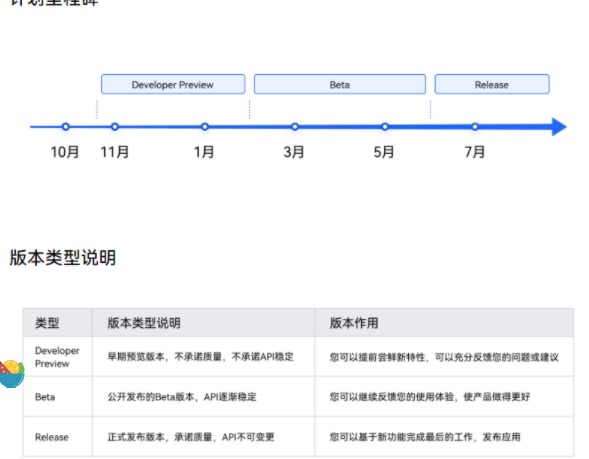 计划里程碑
Developer Preview
Beta
Release
10月
11月
1月
3月
5月
7月
版本类型说明
类型
版本类型说明
版本作用
Developer
Preview
早期预览版本，不承诺质量，不承诺API稳定
您可以提前尝鲜新特性，可以充分反馈您的问题或建议
Beta
公开发布的Beta版本，API逐渐稳定
您可以继续反馈您的使用体验，使产品做得更好
Release
正式发布版本，承诺质量，API不可变更
您可以基于新功能完成最后的工作，发布应用